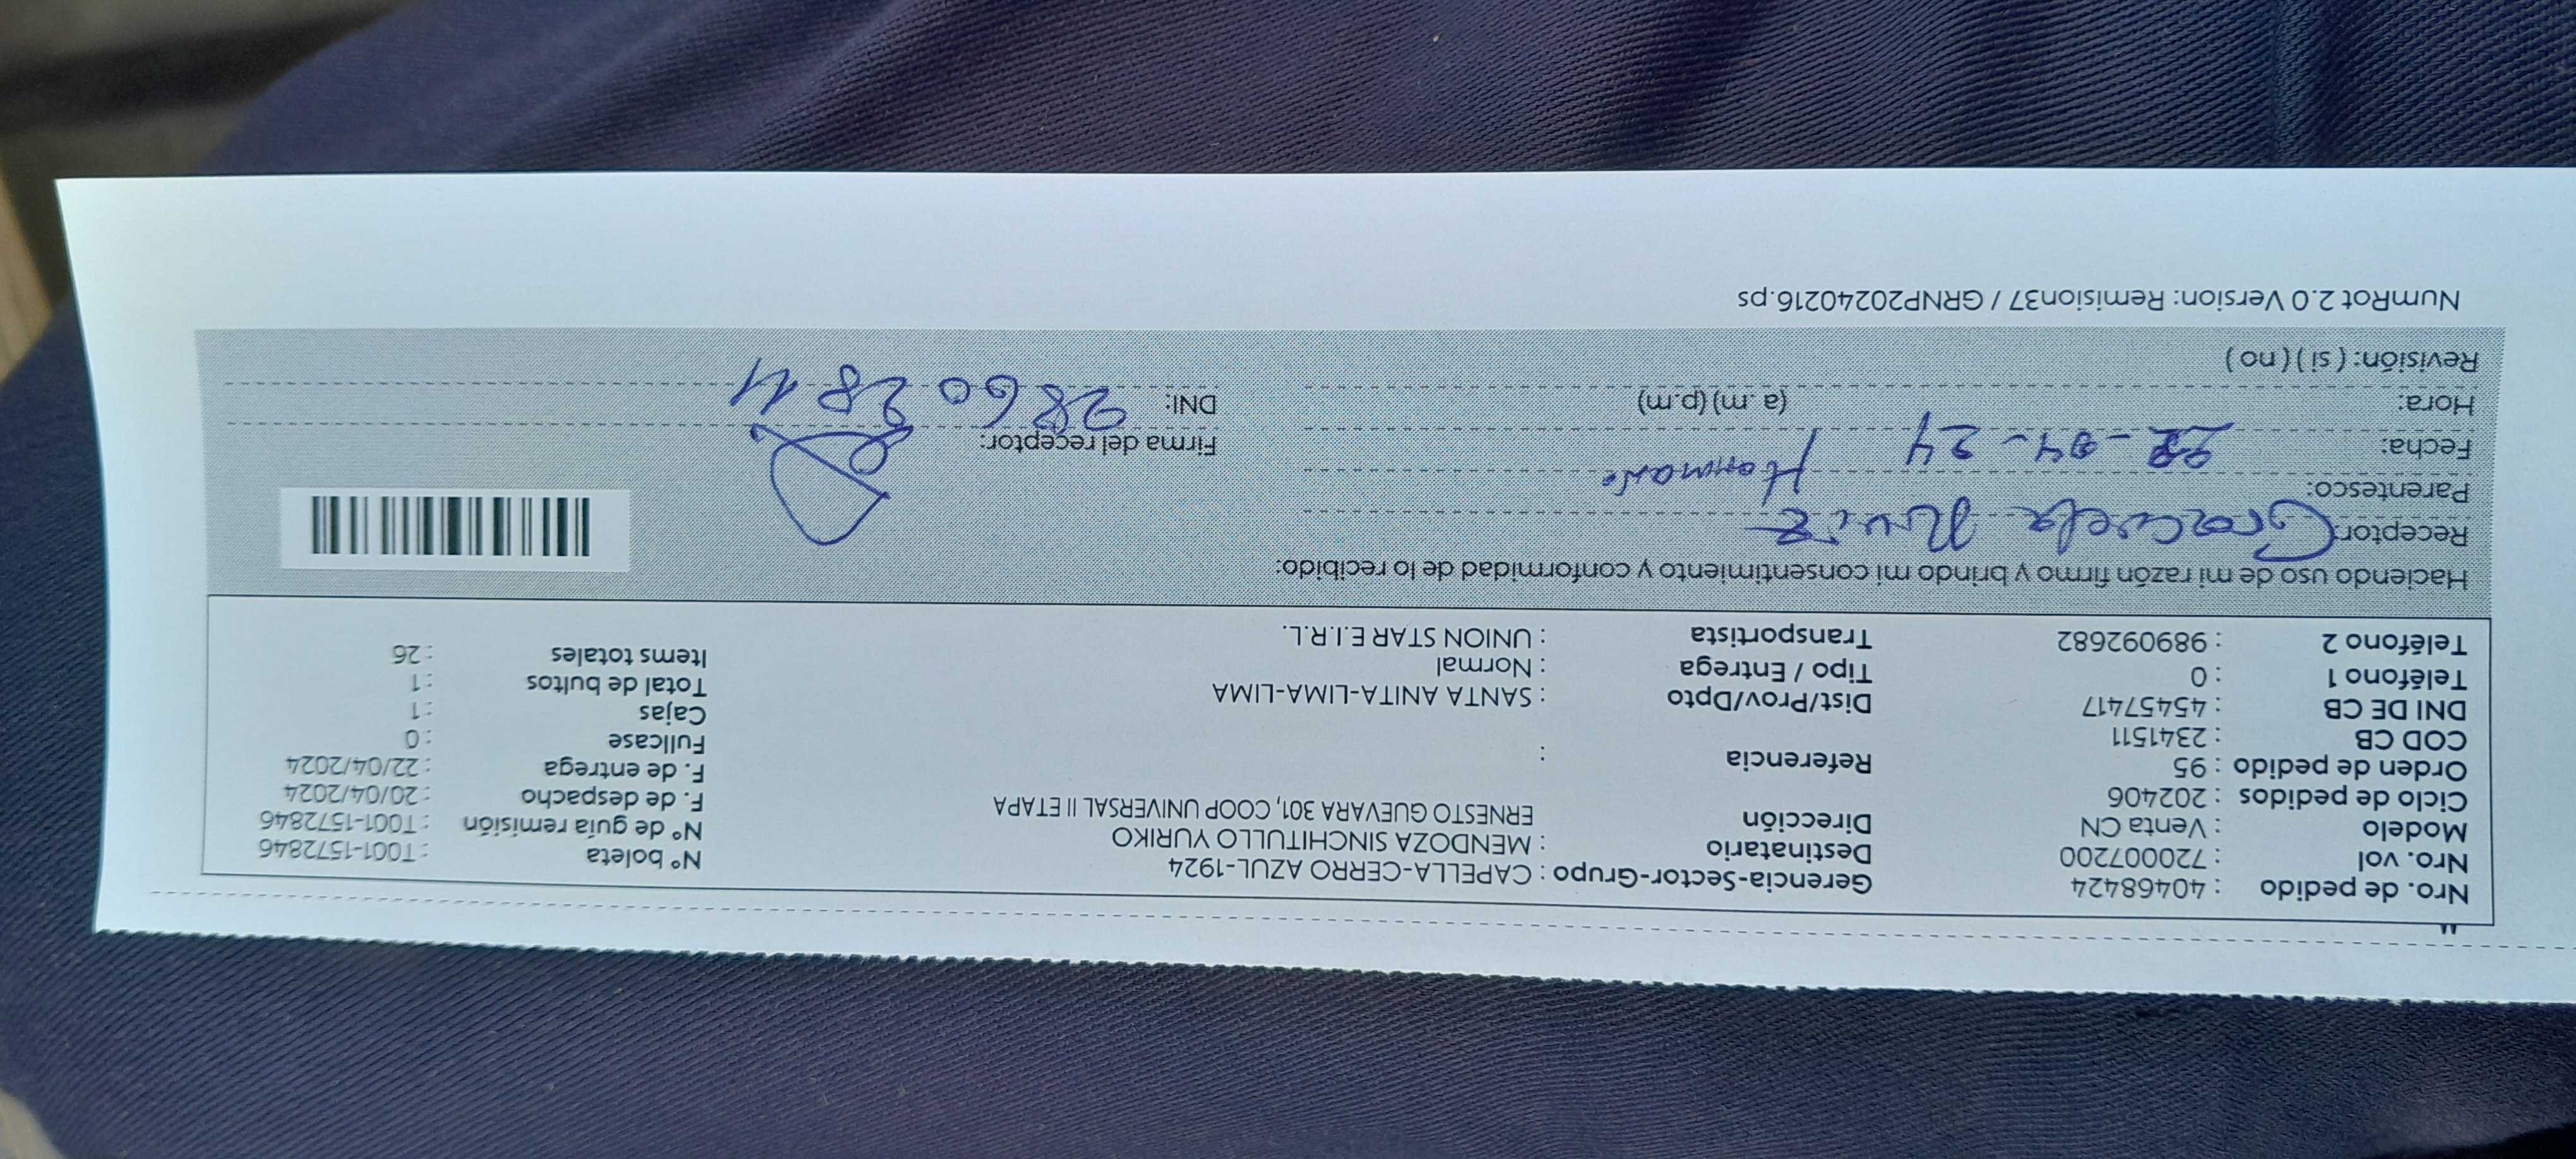 Nro. de pedido : 40468424 Gerencia-Sector-Grupo : CAPELLA-CERRO AZUL-1924 N° boleta : T001-1572846
Nro. vol : 720007200 Destinatario : MENDOZA SINCHITULLO YURIKO N° de guía remisión : T001-1572846
Modelo : Venta CN Dirección ERNESTO GUEVARA 301, COOP UNIVERSAL II ETAPA F. de despacho : 20/04/2024
Ciclo de pedidos : 202406 F. de entrega : 22/04/2024
Orden de pedido : 95 Referencia : Fullcase : 0
COD CB : 2341511 Cajas : 1
DNI DE CB : 45457417 Dist/Prov/Dpto : SANTA ANITA-LIMA-LIMA Total de bultos : 1
Teléfono 1 : 0 Tipo / Entrega : Normal Items totales : 26
Teléfono 2 : 989092682 Transportista : UNION STAR E.I.R.L.
Haciendo uso de mi razón firmo y brindo mi consentimiento y conformidad de lo recibido:
Receptor: Graciela Ruiz
Parentesco:
Fecha: 22-04-24 Firma del receptor:
Hora: (a .m) (p.m) DNI:
Revisión: ( si ) ( no )
NumRot 2.0 Version: Remision37 / GRNP20240216.ps